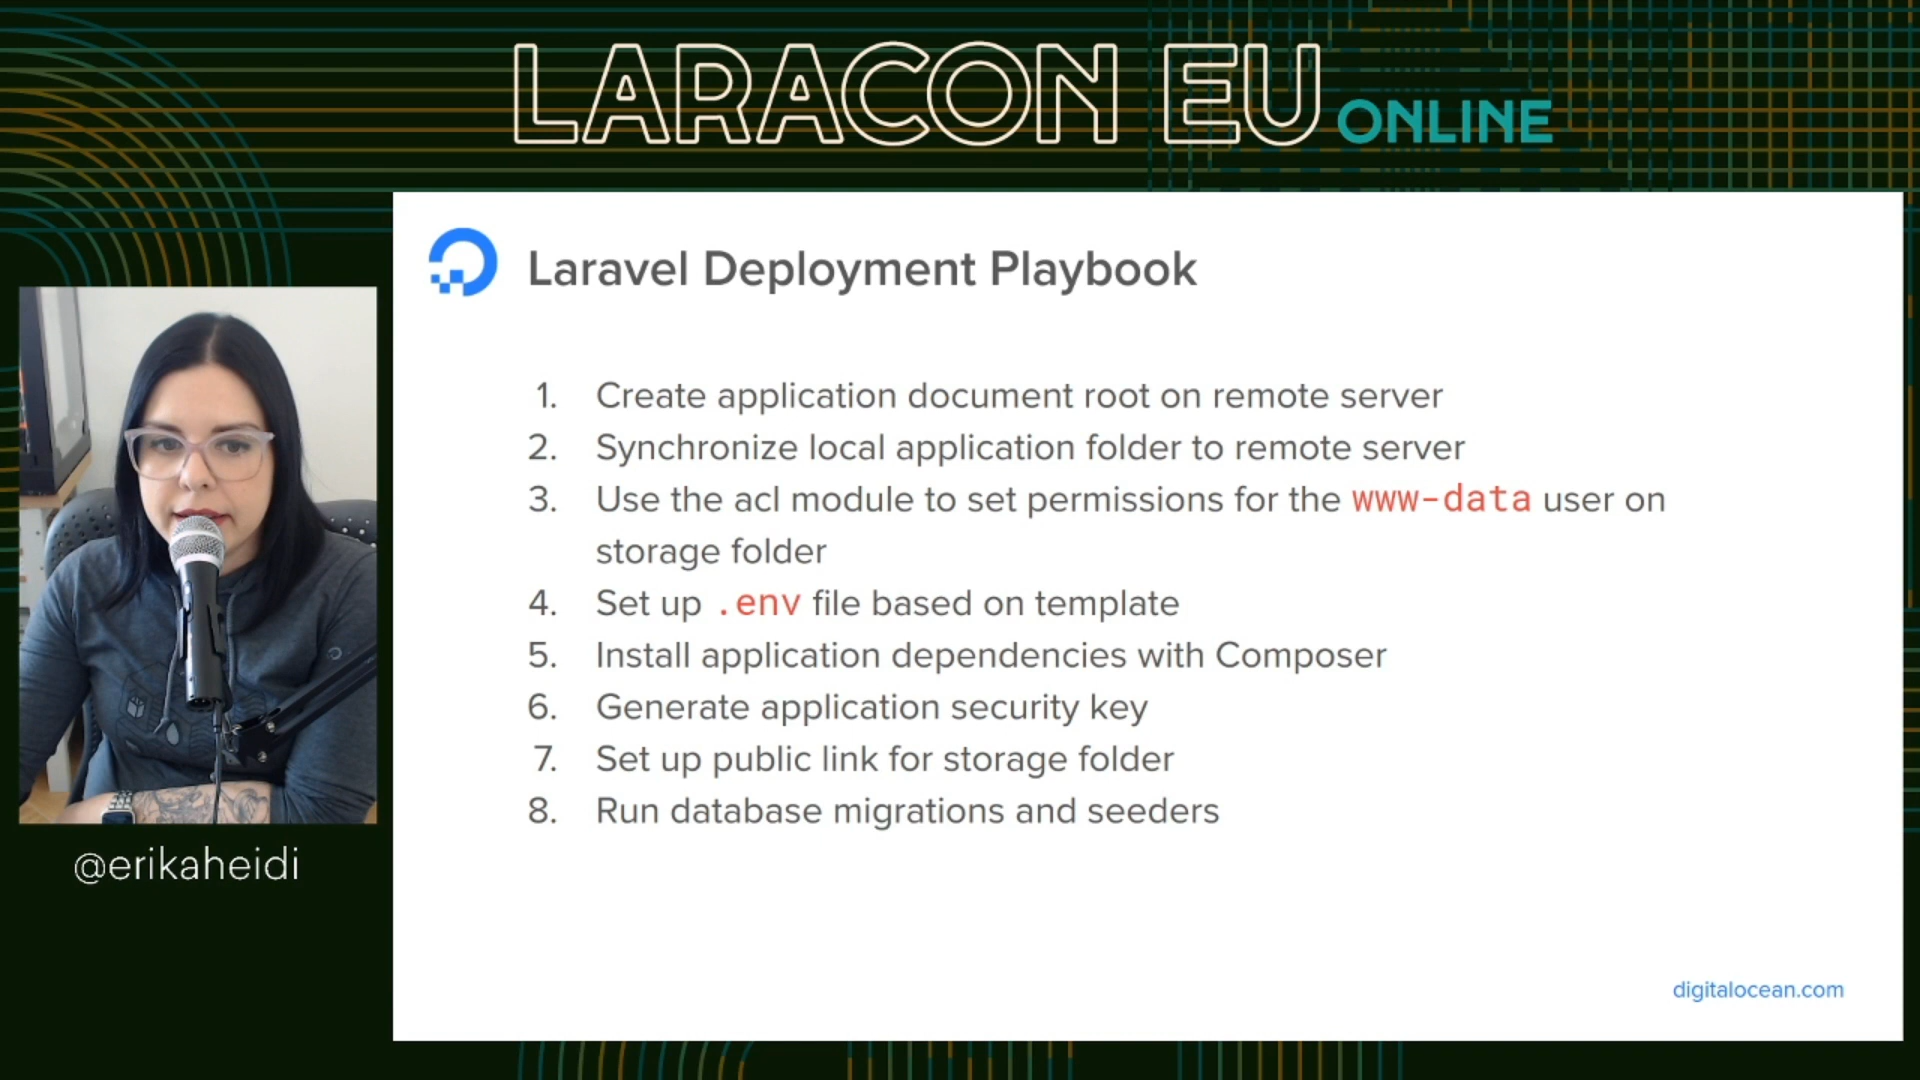 LARACON EU ONLINE
Laravel Deployment Playbook
1. Create application document root on remote server
2. Synchronize local application folder to remote server
3. Use the acl module to set permissions for the www-data user on
storage folder
4. Set up .env file based on template
5. Install application dependencies with Composer
6. Generate application security key
7. Set up public link for storage folder
8. Run database migrations and seeders
@erikaheidi
digitalocean.com